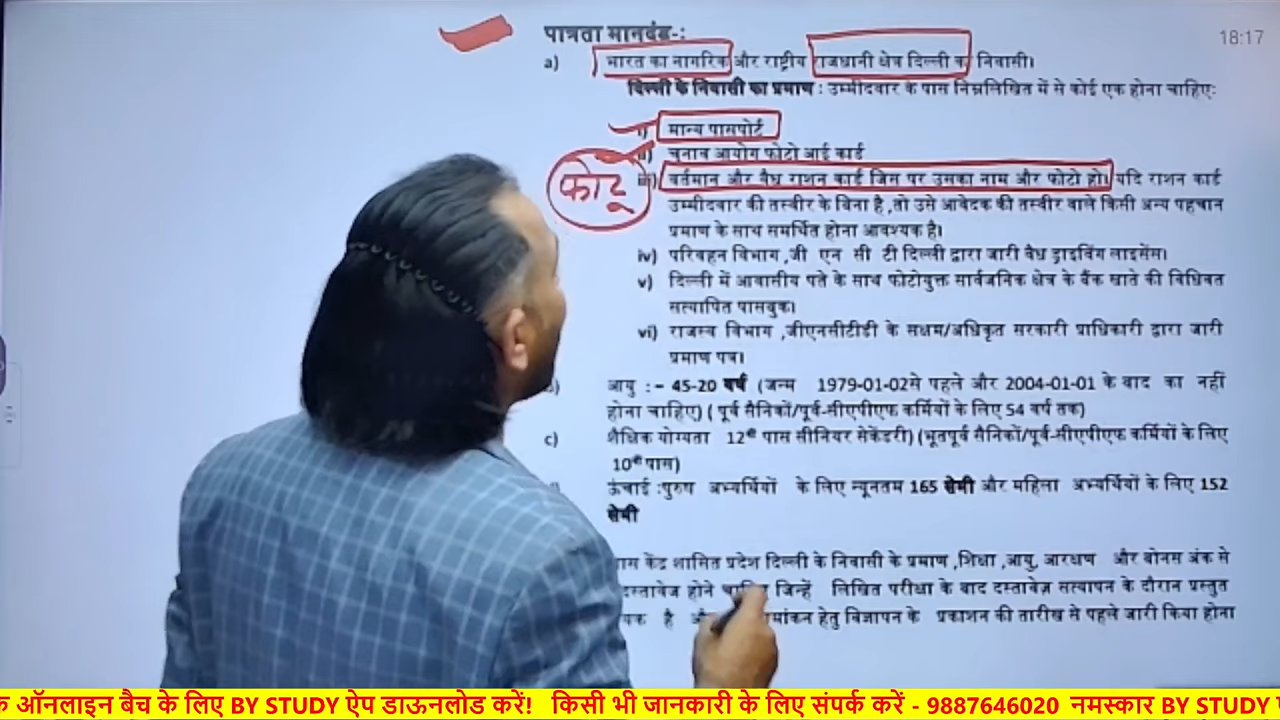 पात्रता मानदंड-:
18:17
a) भारत का नागरिक और राष्ट्रीय राजधानी क्षेत्र दिल्ली क निवासी।
दिल्ली के निवासी का प्रमाण : उम्मीदवार के पास निम्नलिखित में से कोई एक होना चाहिए:
i) मान्य पासपोर्ट
ii) चुनाव आयोग फोटो आई कार्ड
फोटू
iii) वर्तमान और वैध राशन कार्ड जिस पर उसका नाम और फोटो हो। यदि राशन कार्ड
उम्मीदवार की तस्वीर के बिना है ,तो उसे आवेदक की तस्वीर वाले किसी अन्य पहचान
प्रमाण के साथ समर्थित होना आवश्यक है।
iv) परिवहन विभाग ,जी एन सी टी दिल्ली द्वारा जारी वैध ड्राइविंग लाइसेंस।
v) दिल्ली में आवासीय पते के साथ फोटोयुक्त सार्वजनिक क्षेत्र के बैंक खाते की विधिवत
सत्यापित पासबुक।
vi) राजस्व विभाग ,जीएनसीटीडी के सक्षम/अधिकृत सरकारी प्राधिकारी द्वारा जारी
प्रमाण पत्र।
आयु :- 45-20 वर्ष (जन्म 1979-01-02से पहले और 2004-01-01 के बाद का नहीं
होना चाहिए) ( पूर्व सैनिकों/पूर्व-सीएपीएफ कर्मियों के लिए 54 वर्ष तक)
c) शैक्षिक योग्यता 12वीं पास सीनियर सेकेंडरी) (भूतपूर्व सैनिकों/पूर्व-सीएपीएफ कर्मियों के लिए
10वीं पास)
ऊंचाई :पुरुष अभ्यर्थियों के लिए न्यूनतम 165 सेमी और महिला अभ्यर्थियों के लिए 152
सेमी
केंद्र शासित प्रदेश दिल्ली के निवासी के प्रमाण ,शिक्षा ,आयु, आरक्षण और बोनस अंक से
दस्तावेज होने जिन्हें लिखित परीक्षा के बाद दस्तावेज़ सत्यापन के दौरान प्रस्तुत
है हेतु विज्ञापन के प्रकाशन की तारीख से पहले जारी किया होना
ऑनलाइन बैच के लिए BY STUDY ऐप डाऊनलोड करें! किसी भी जानकारी के लिए संपर्क करें - 9887646020 नमस्कार BY STUDY